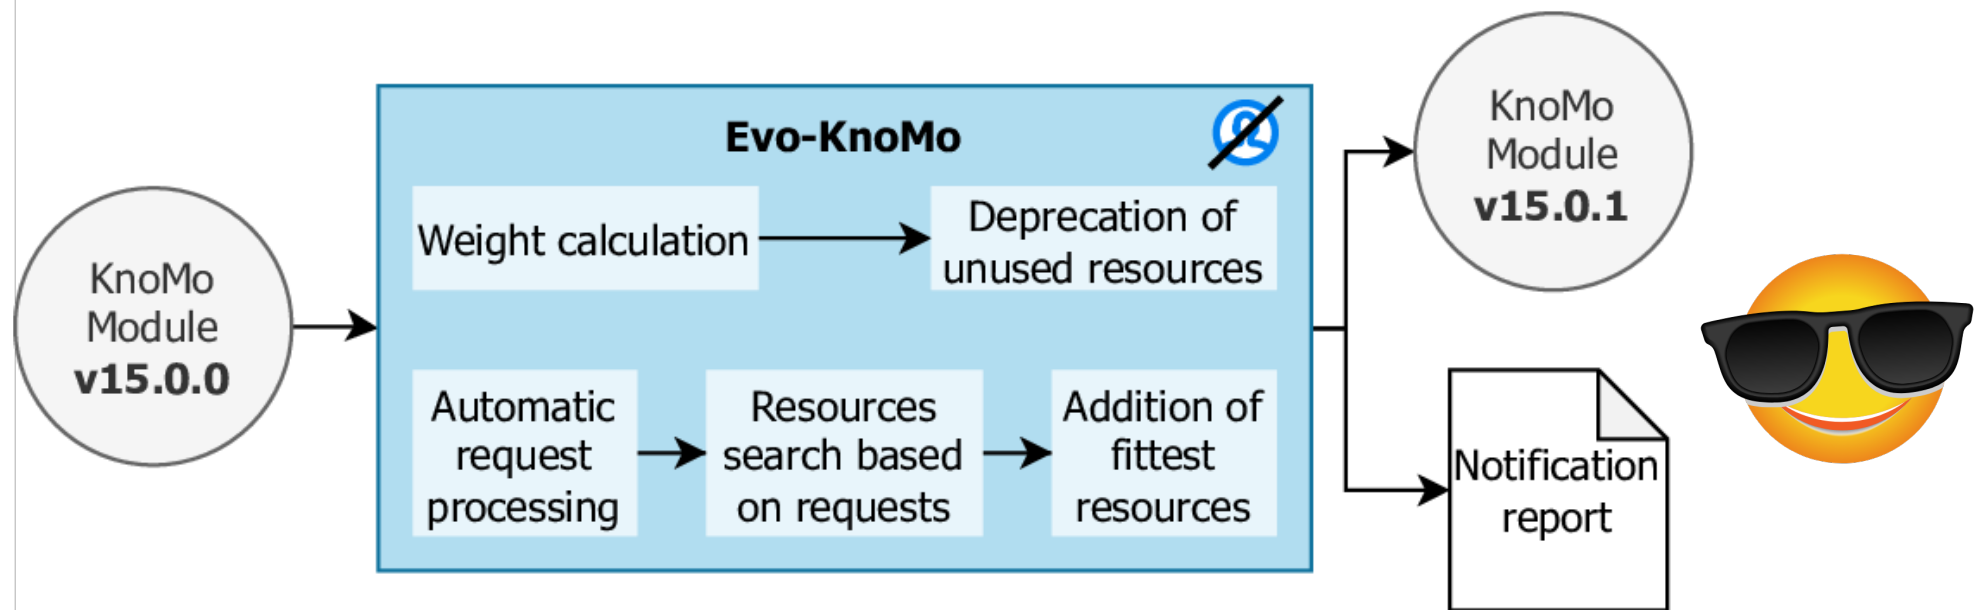 KnoMo
Module
v15.0.0
Evo-KnoMo
Weight calculation
Deprecation of
unused resources
Automatic
request
processing
Resources
search based
on requests
Addition of
fittest
resources
KnoMo
Module
v15.0.1
Notification
report